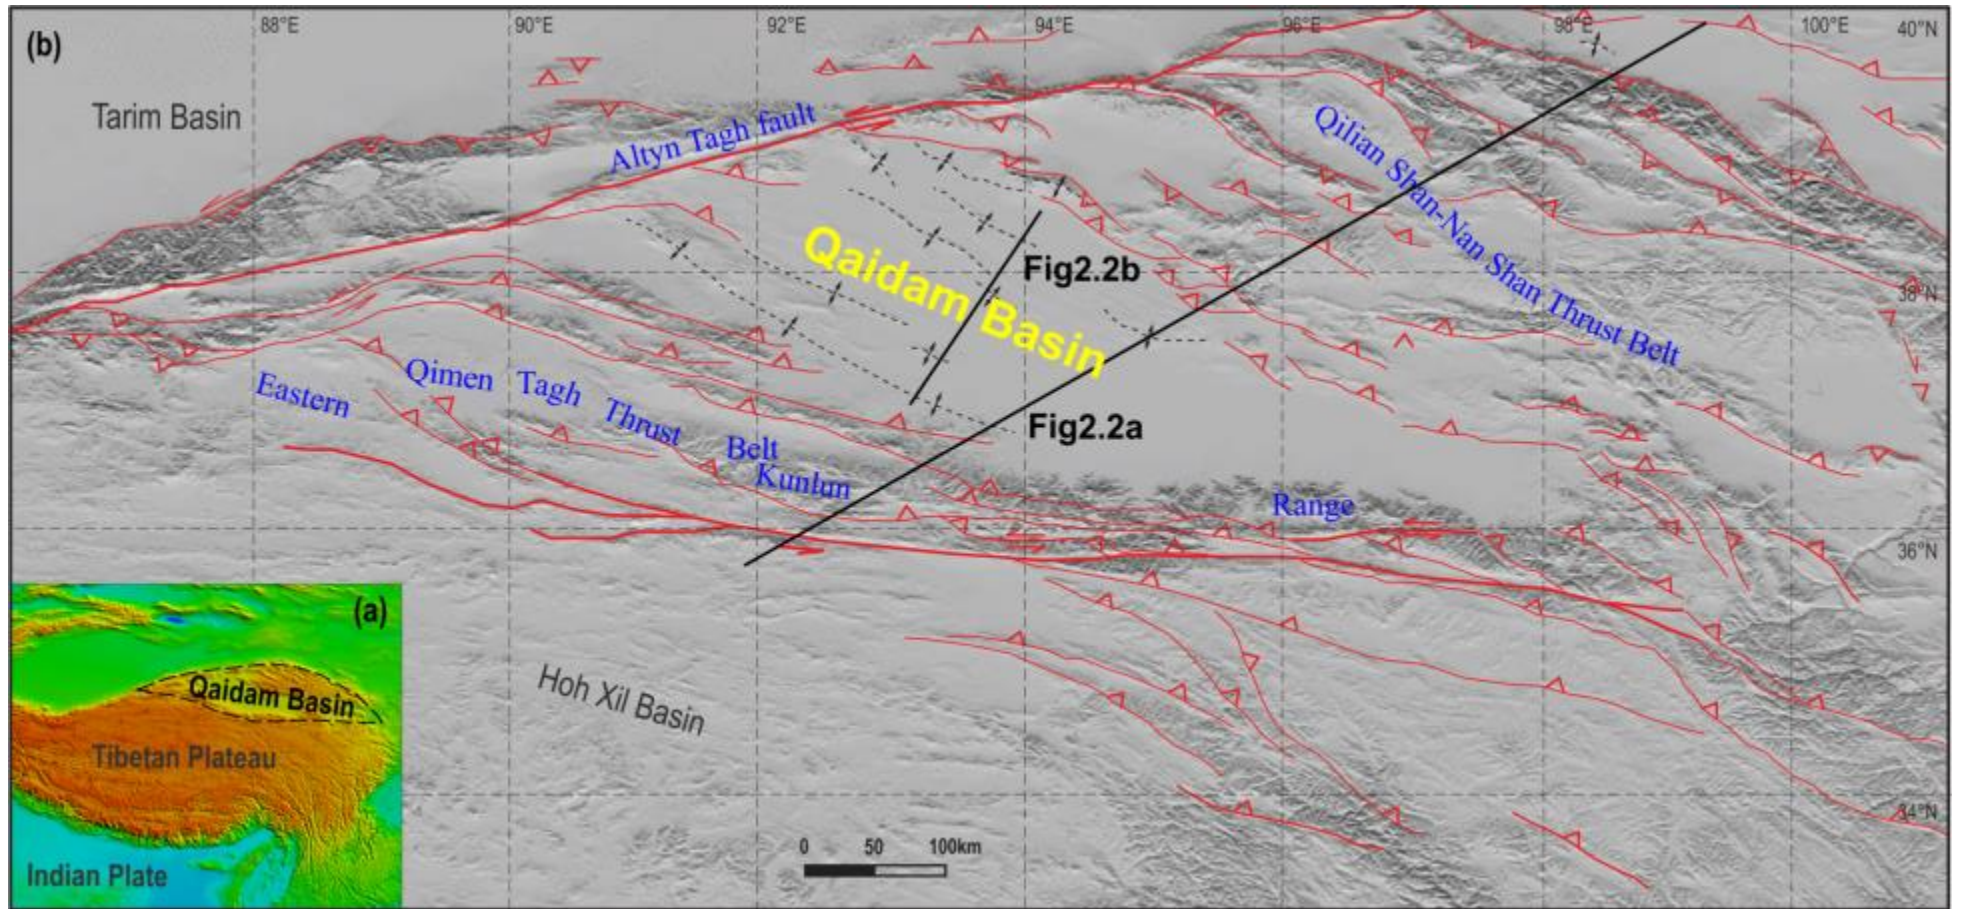 (b)
88°E
90°E
92°E
94°E
96°E
98°E
100°E
40°N
Tarim Basin
Altyn Tagh fault
Qilian Shan-Nan Shan Thrust Belt
Qaidam Basin
Fig2.2b
38°N
Eastern
Qimen Tagh Thrust Belt
Fig2.2a
Kunlun
Range
36°N
(a)
Qaidam Basin
Tibetan Plateau
Indian Plate
Hoh Xil Basin
0 50 100km
34°N